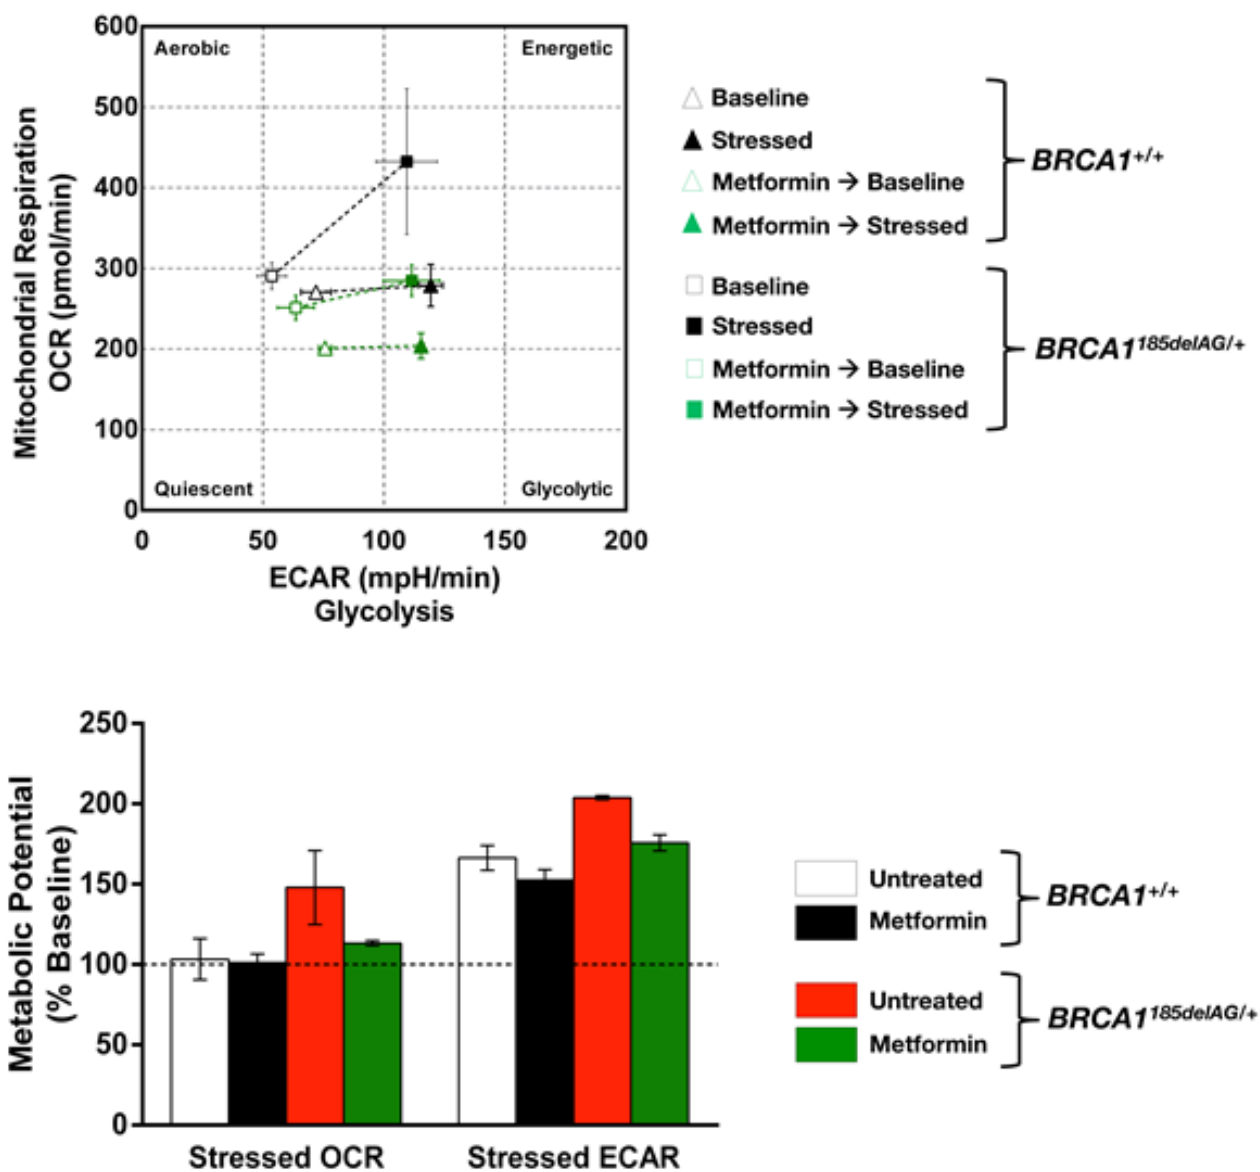 600
500
400
300
200
100
0
Mitochondrial Respiration
OCR (pmol/min)
Aerobic
Energetic
Quiescent
Glycolytic
0 50 100 150 200
ECAR (mpH/min)
Glycolysis
Baseline
Stressed
Metformin → Baseline
Metformin → Stressed
BRCA1+/+
Baseline
Stressed
Metformin → Baseline
Metformin → Stressed
BRCA1185delAG/+
250
200
150
100
50
0
Metabolic Potential
(% Baseline)
Stressed OCR
Stressed ECAR
Untreated
Metformin
BRCA1+/+
Untreated
Metformin
BRCA1185delAG/+